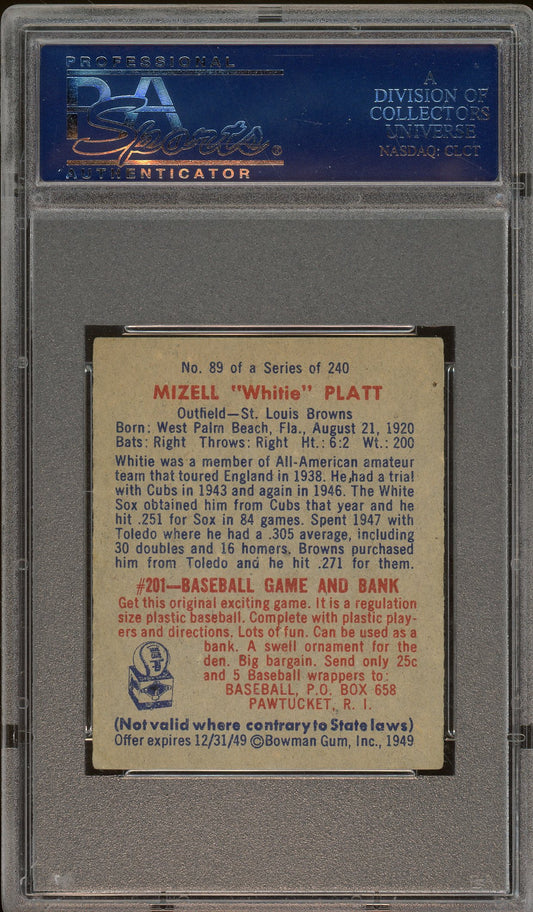 PROFESSIONAL
PSA
Sports®
AUTHENTICATOR
A
DIVISION OF
COLLECTORS
UNIVERSE
NASDAQ: CLCT
No. 89 of a Series of 240
MIZELL "Whitie" PLATT
Outfield—St. Louis Browns
Born: West Palm Beach, Fla., August 21, 1920
Bats: Right Throws: Right Ht.: 6:2 Wt.: 200
Whitie was a member of All-American amateur
team that toured England in 1938. He had a trial
with Cubs in 1943 and again in 1946. The White
Sox obtained him from Cubs that year and he
hit .251 for Sox in 84 games. Spent 1947 with
Toledo where he had a .305 average, including
30 doubles and 16 homers. Browns purchased
him from Toledo and he hit .271 for them.
#201—BASEBALL GAME AND BANK
Get this original exciting game. It is a regulation
size plastic baseball. Complete with plastic play-
ers and directions. Lots of fun. Can be used as a
bank. A swell ornament for the
den. Big bargain. Send only 25c
and 5 Baseball wrappers to:
BASEBALL, P.O. BOX 658
PAWTUCKET, R. I.
(Not valid where contrary to State laws)
Offer expires 12/31/49 ©Bowman Gum, Inc., 1949